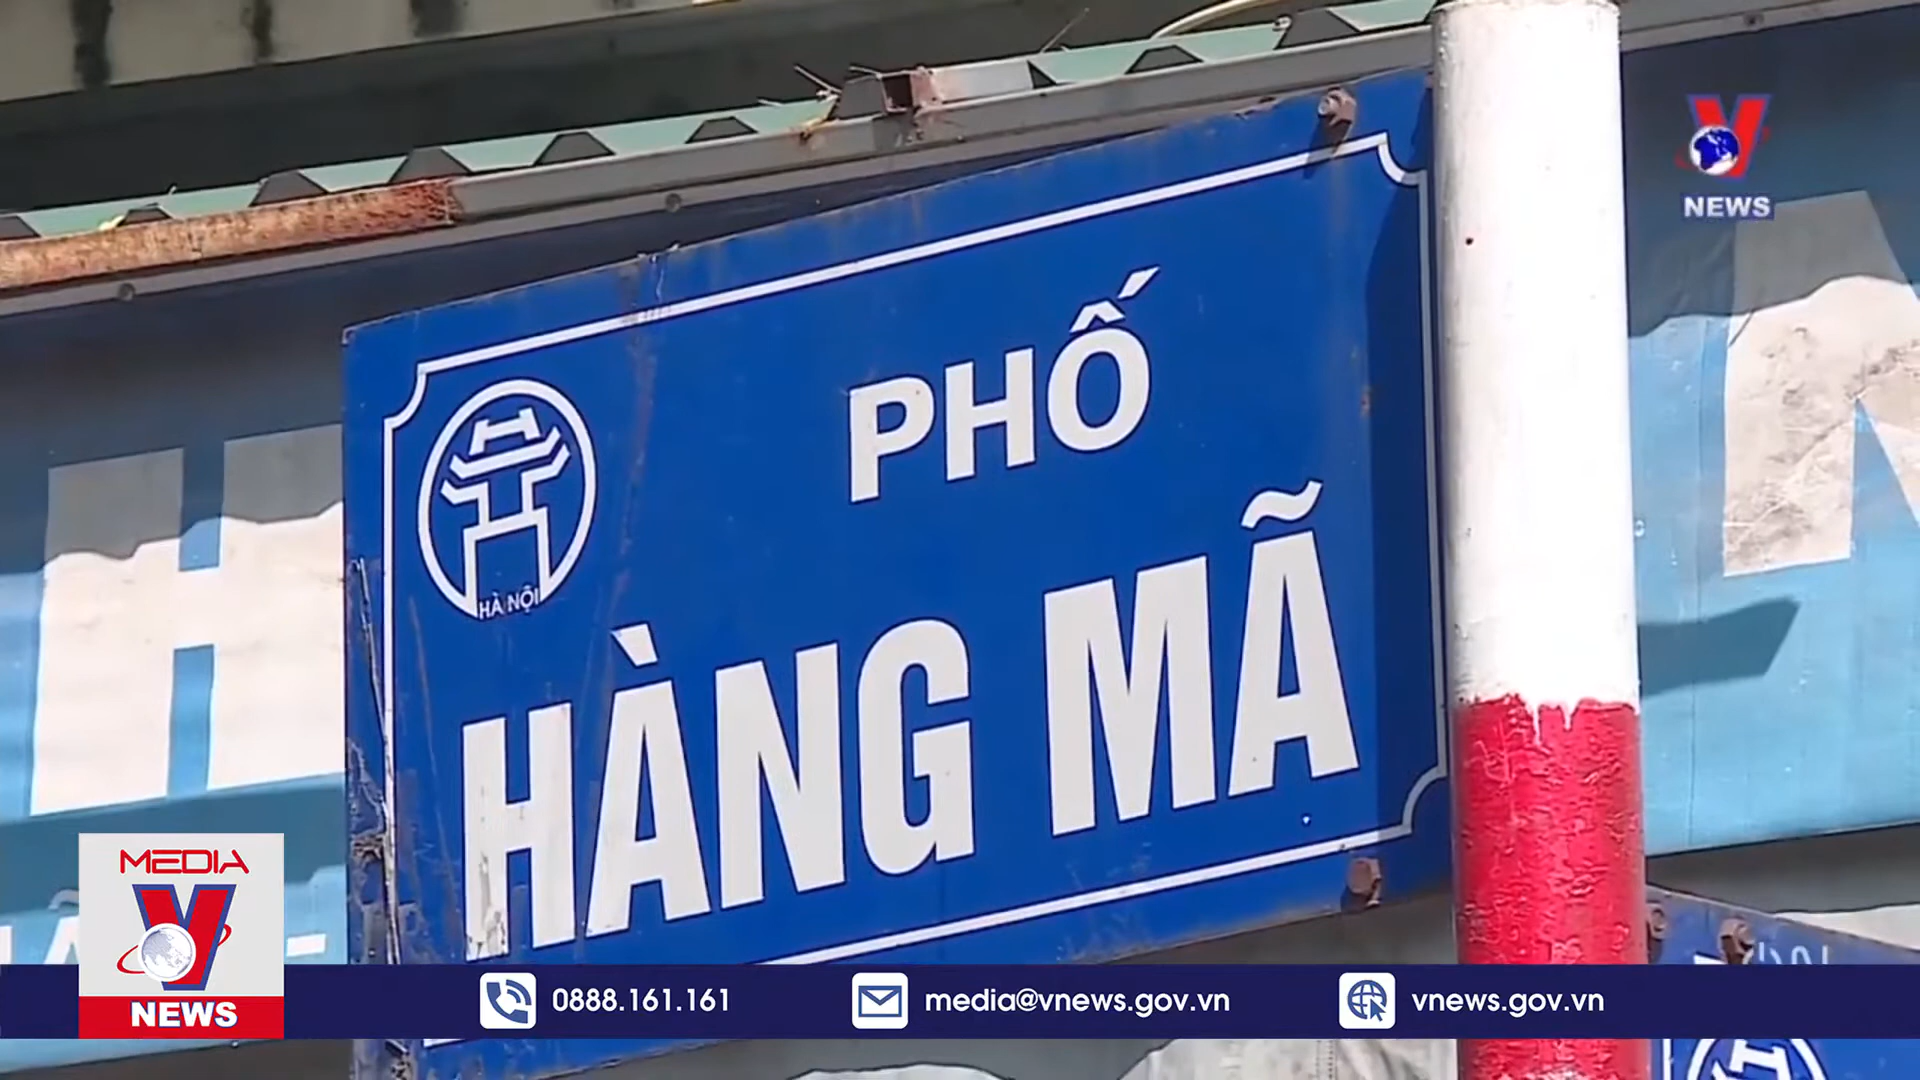 NEWS
PHỐ
HÀNG MÃ
HÀ NỘI
MEDIA
NEWS
0888.161.161
media@vnews.gov.vn
vnews.gov.vn